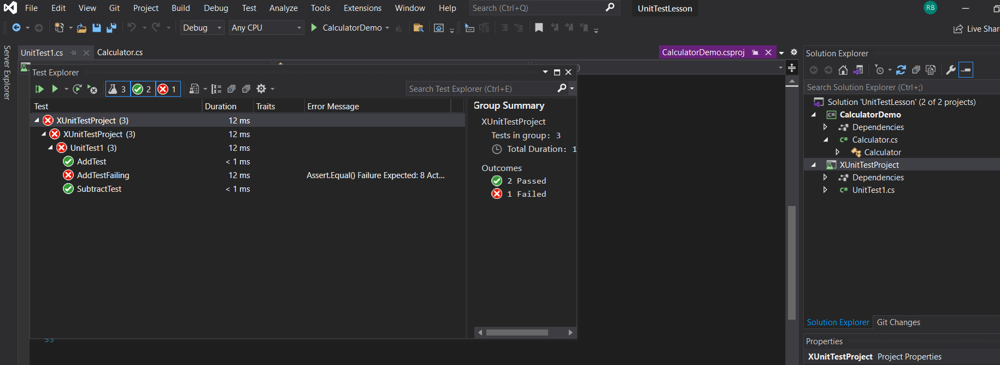 File Edit View Git Project Build Debug Test Analyze Tools Extensions Window Help Search (Ctrl+Q) UnitTestLesson RB
Debug Any CPU CalculatorDemo Live Shar
Server Explorer
UnitTest1.cs Calculator.cs CalculatorDemo.csproj
Test Explorer
3 2 1 Search Test Explorer (Ctrl+E)
Test Duration Traits Error Message
XUnitTestProject (3) 12 ms
XUnitTestProject (3) 12 ms
UnitTest1 (3) 12 ms
AddTest < 1 ms
AddTestFailing 12 ms Assert.Equal() Failure Expected: 8 Act...
SubtractTest < 1 ms
Group Summary
XUnitTestProject
Tests in group: 3
Total Duration: 1
Outcomes
2 Passed
1 Failed
Solution Explorer
Search Solution Explorer (Ctrl+;)
Solution 'UnitTestLesson' (2 of 2 projects)
CalculatorDemo
Dependencies
Calculator.cs
Calculator
XUnitTestProject
Dependencies
UnitTest1.cs
Solution Explorer Git Changes
Properties
XUnitTestProject Project Properties